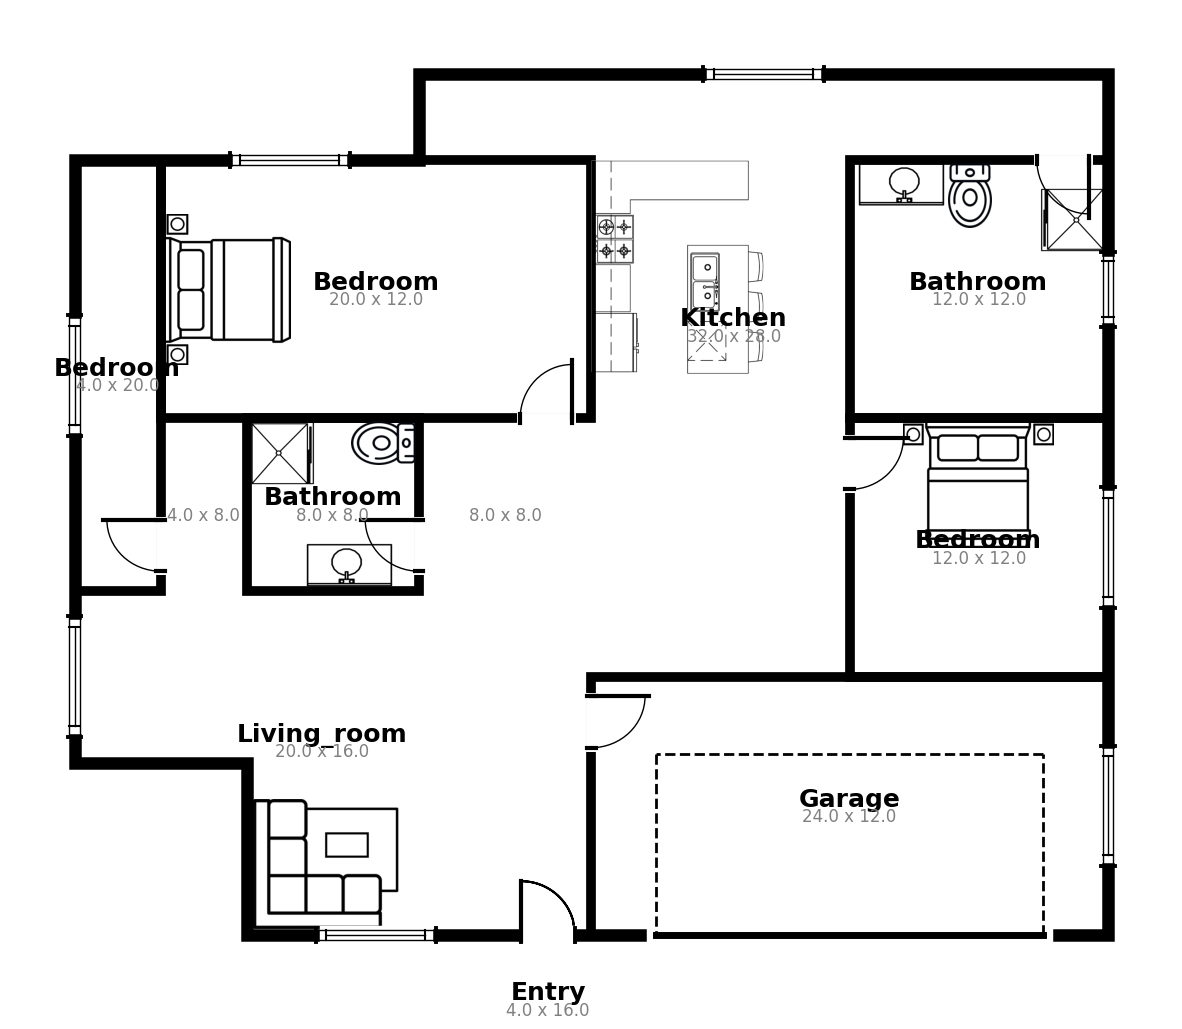 Bedroom
20.0 x 12.0
Bathroom
12.0 x 12.0
Kitchen
32.0 x 28.0
Bedroom
4.0 x 20.0
Bathroom
4.0 x 8.0
8.0 x 8.0
8.0 x 8.0
Bedroom
12.0 x 12.0
Living_room
20.0 x 16.0
Garage
24.0 x 12.0
Entry
4.0 x 16.0